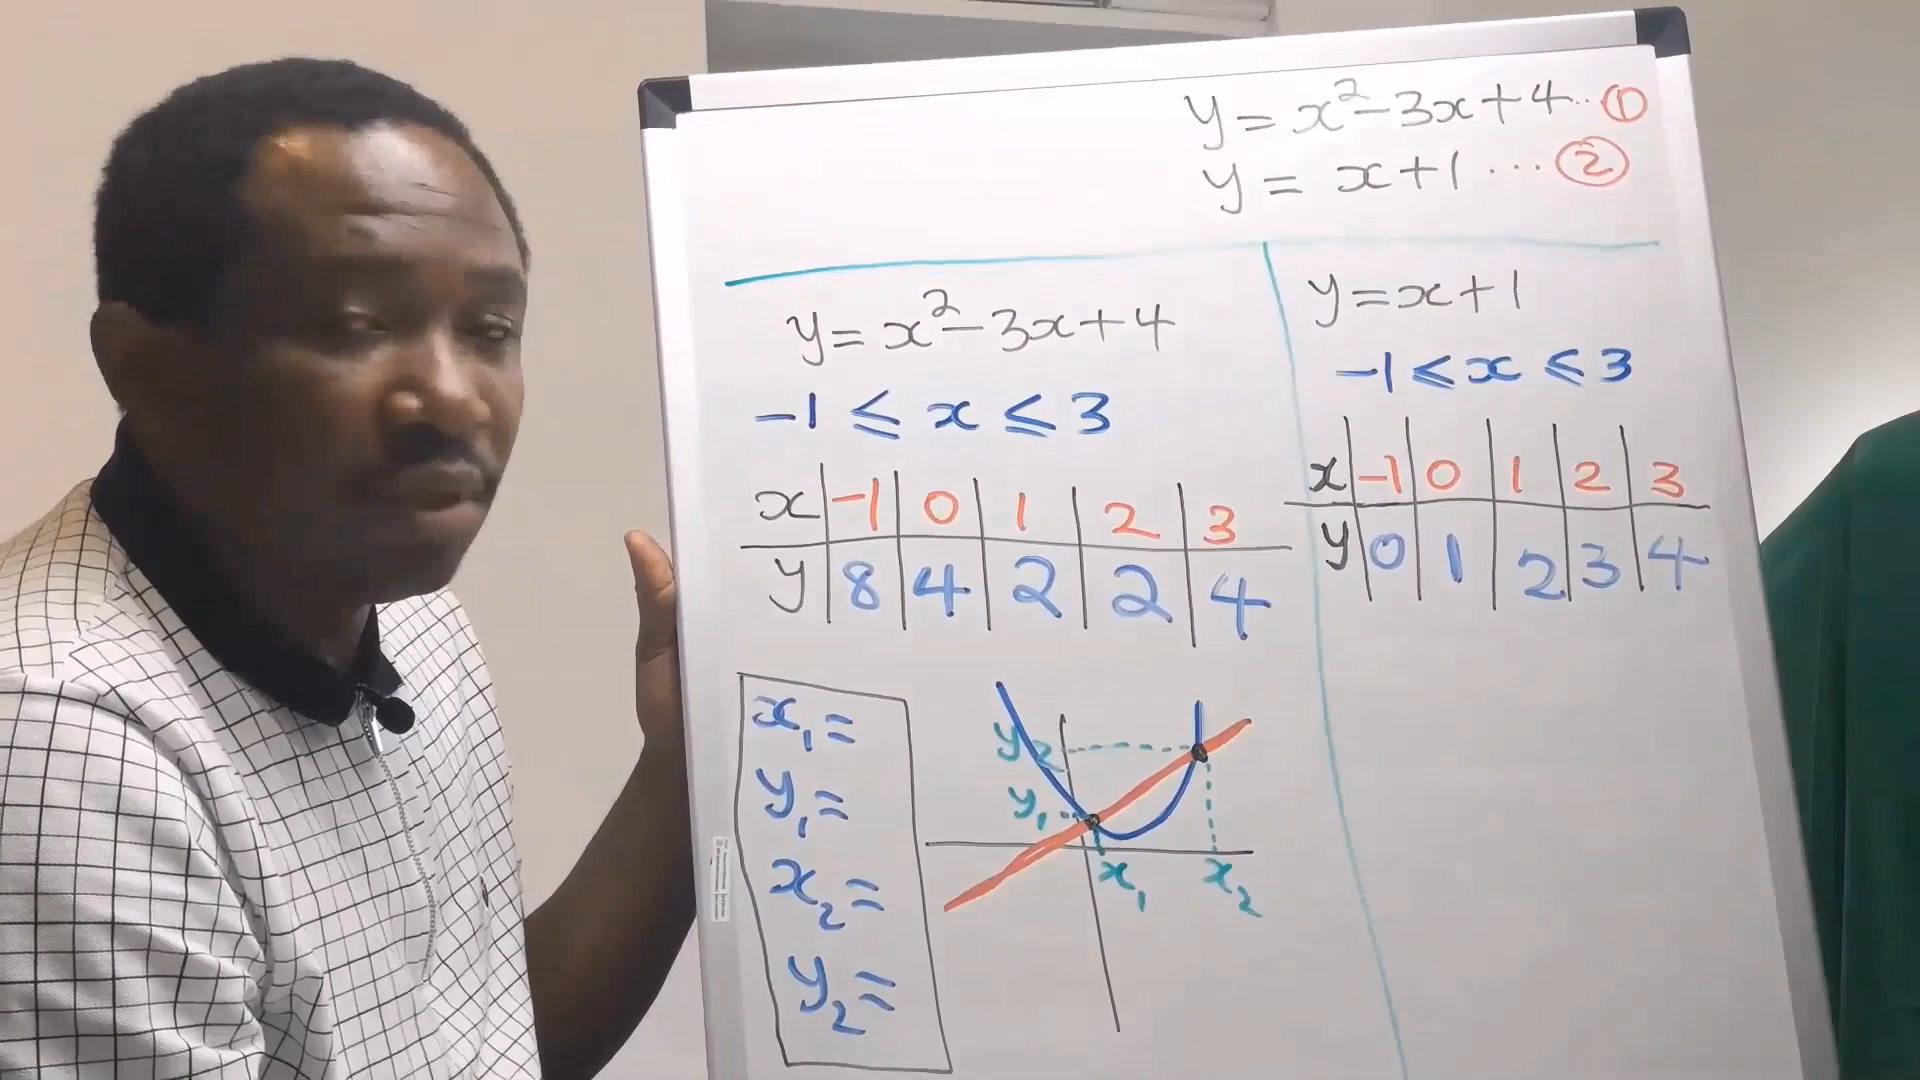 y = x² - 3x + 4 .. ①
y = x + 1 ... ②
y = x² - 3x + 4
-1 ≤ x ≤ 3
x -1 0 1 2 3
y 8 4 2 2 4
y = x + 1
-1 ≤ x ≤ 3
x -1 0 1 2 3
y 0 1 2 3 4
x₁ =
y₁ =
x₂ =
y₂ =
y₂
y₁
x₁ x₂